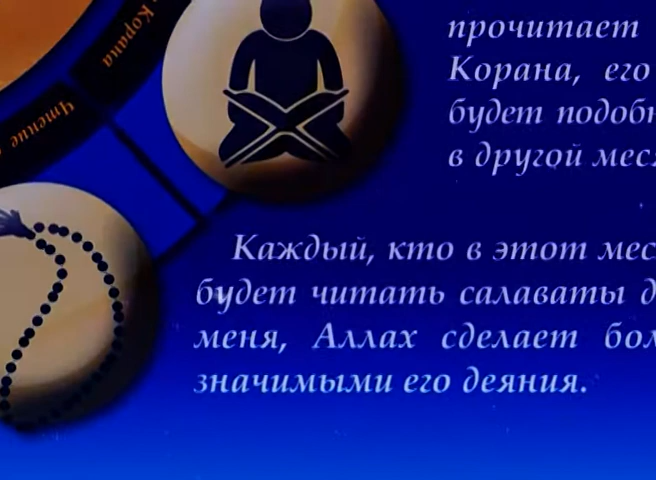 Корана
Чтение
прочитает
Корана, его
будет подобн
в другой меся
Каждый, кто в этот мес
будет читать салаваты д
меня, Аллах сделает бол
значимыми его деяния.